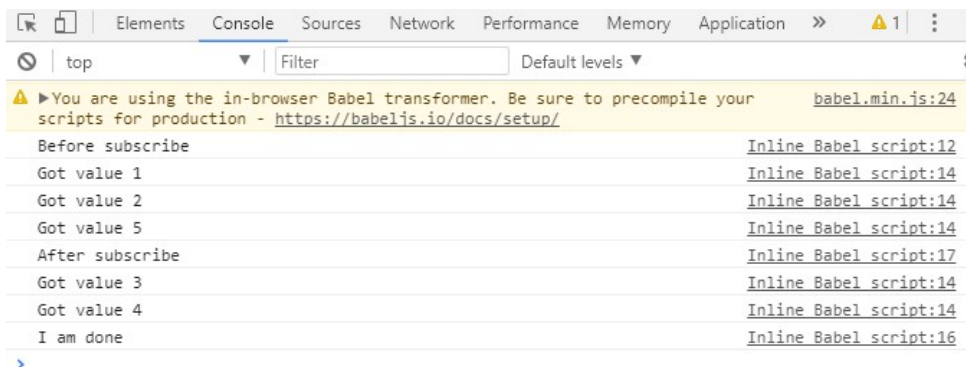 Elements Console Sources Network Performance Memory Application » 1
top Filter Default levels
You are using the in-browser Babel transformer. Be sure to precompile your babel.min.js:24
scripts for production - https://babeljs.io/docs/setup/
Before subscribe Inline Babel script:12
Got value 1 Inline Babel script:14
Got value 2 Inline Babel script:14
Got value 5 Inline Babel script:14
After subscribe Inline Babel script:17
Got value 3 Inline Babel script:14
Got value 4 Inline Babel script:14
I am done Inline Babel script:16